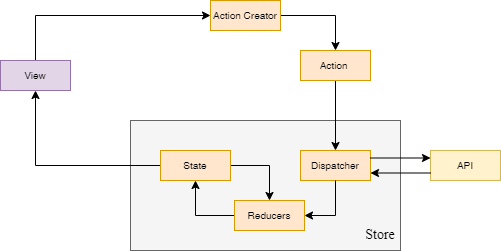 Action Creator
View
Action
State
Dispatcher
API
Reducers
Store